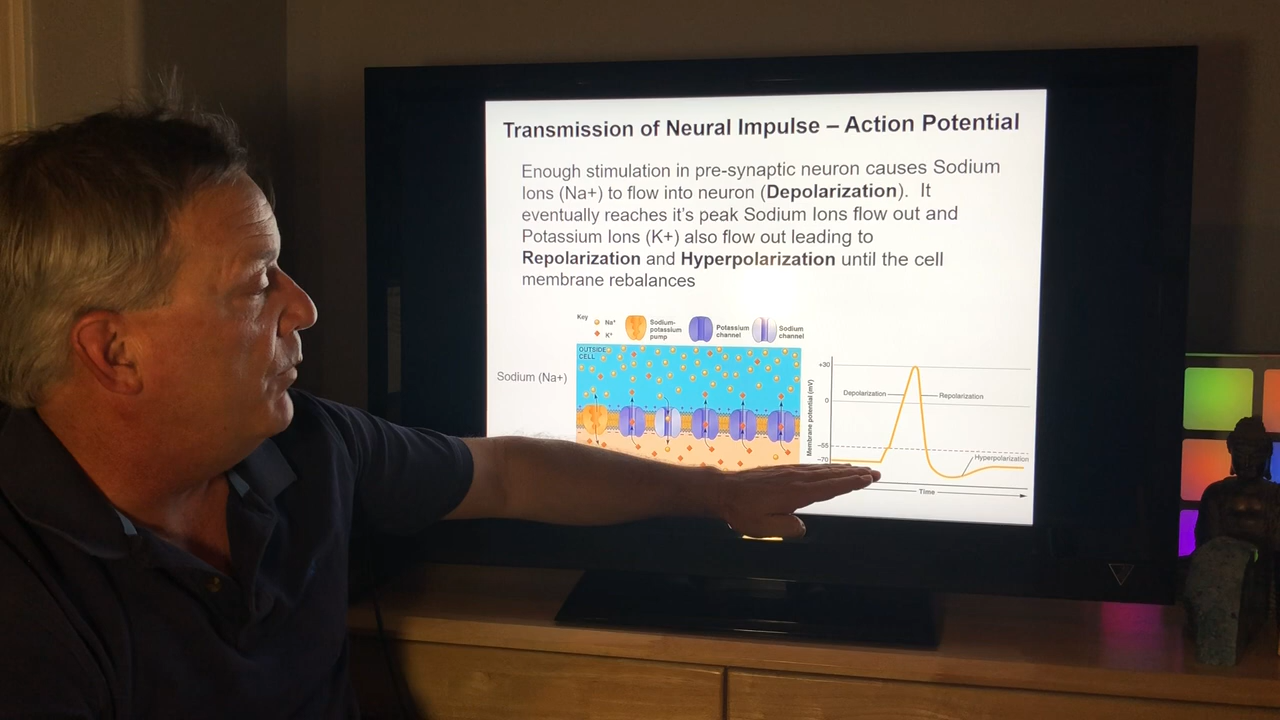 Transmission of Neural Impulse – Action Potential
Enough stimulation in pre-synaptic neuron causes Sodium
Ions (Na+) to flow into neuron (Depolarization). It
eventually reaches it's peak Sodium Ions flow out and
Potassium Ions (K+) also flow out leading to
Repolarization and Hyperpolarization until the cell
membrane rebalances
Key
Na+
K+
Sodium-
potassium
pump
Potassium
channel
Sodium
channel
OUTSIDE
CELL
Sodium (Na+)
Membrane potential (mV)
+30
0
-55
-70
Depolarization
Repolarization
Hyperpolarization
Time